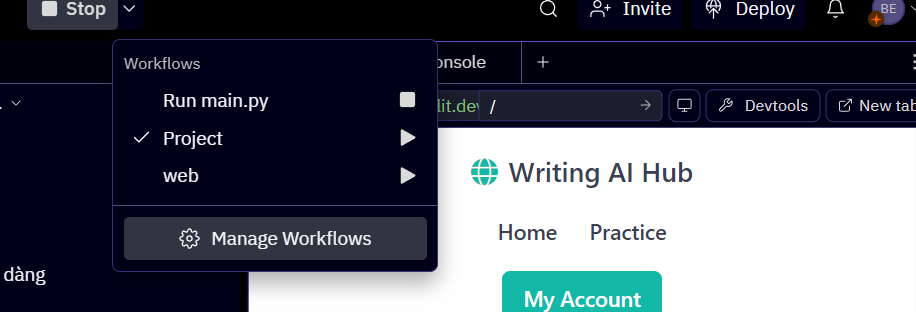 Stop
Invite
Deploy
BE
Workflows
Run main.py
Project
web
Manage Workflows
onsole
lit.dev
/
Devtools
New tab
Writing AI Hub
Home
Practice
My Account
dàng